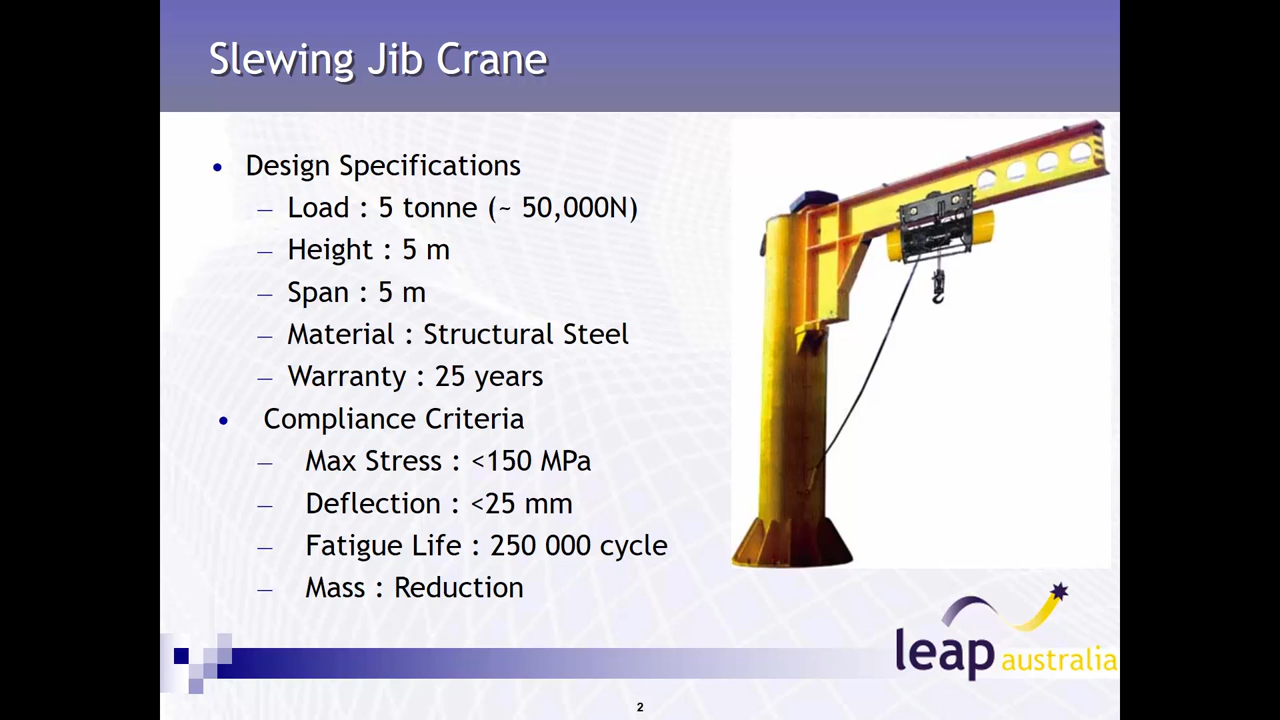 Slewing Jib Crane
• Design Specifications
– Load : 5 tonne (~ 50,000N)
– Height : 5 m
– Span : 5 m
– Material : Structural Steel
– Warranty : 25 years
• Compliance Criteria
– Max Stress : <150 MPa
– Deflection : <25 mm
– Fatigue Life : 250 000 cycle
– Mass : Reduction
leap australia
2